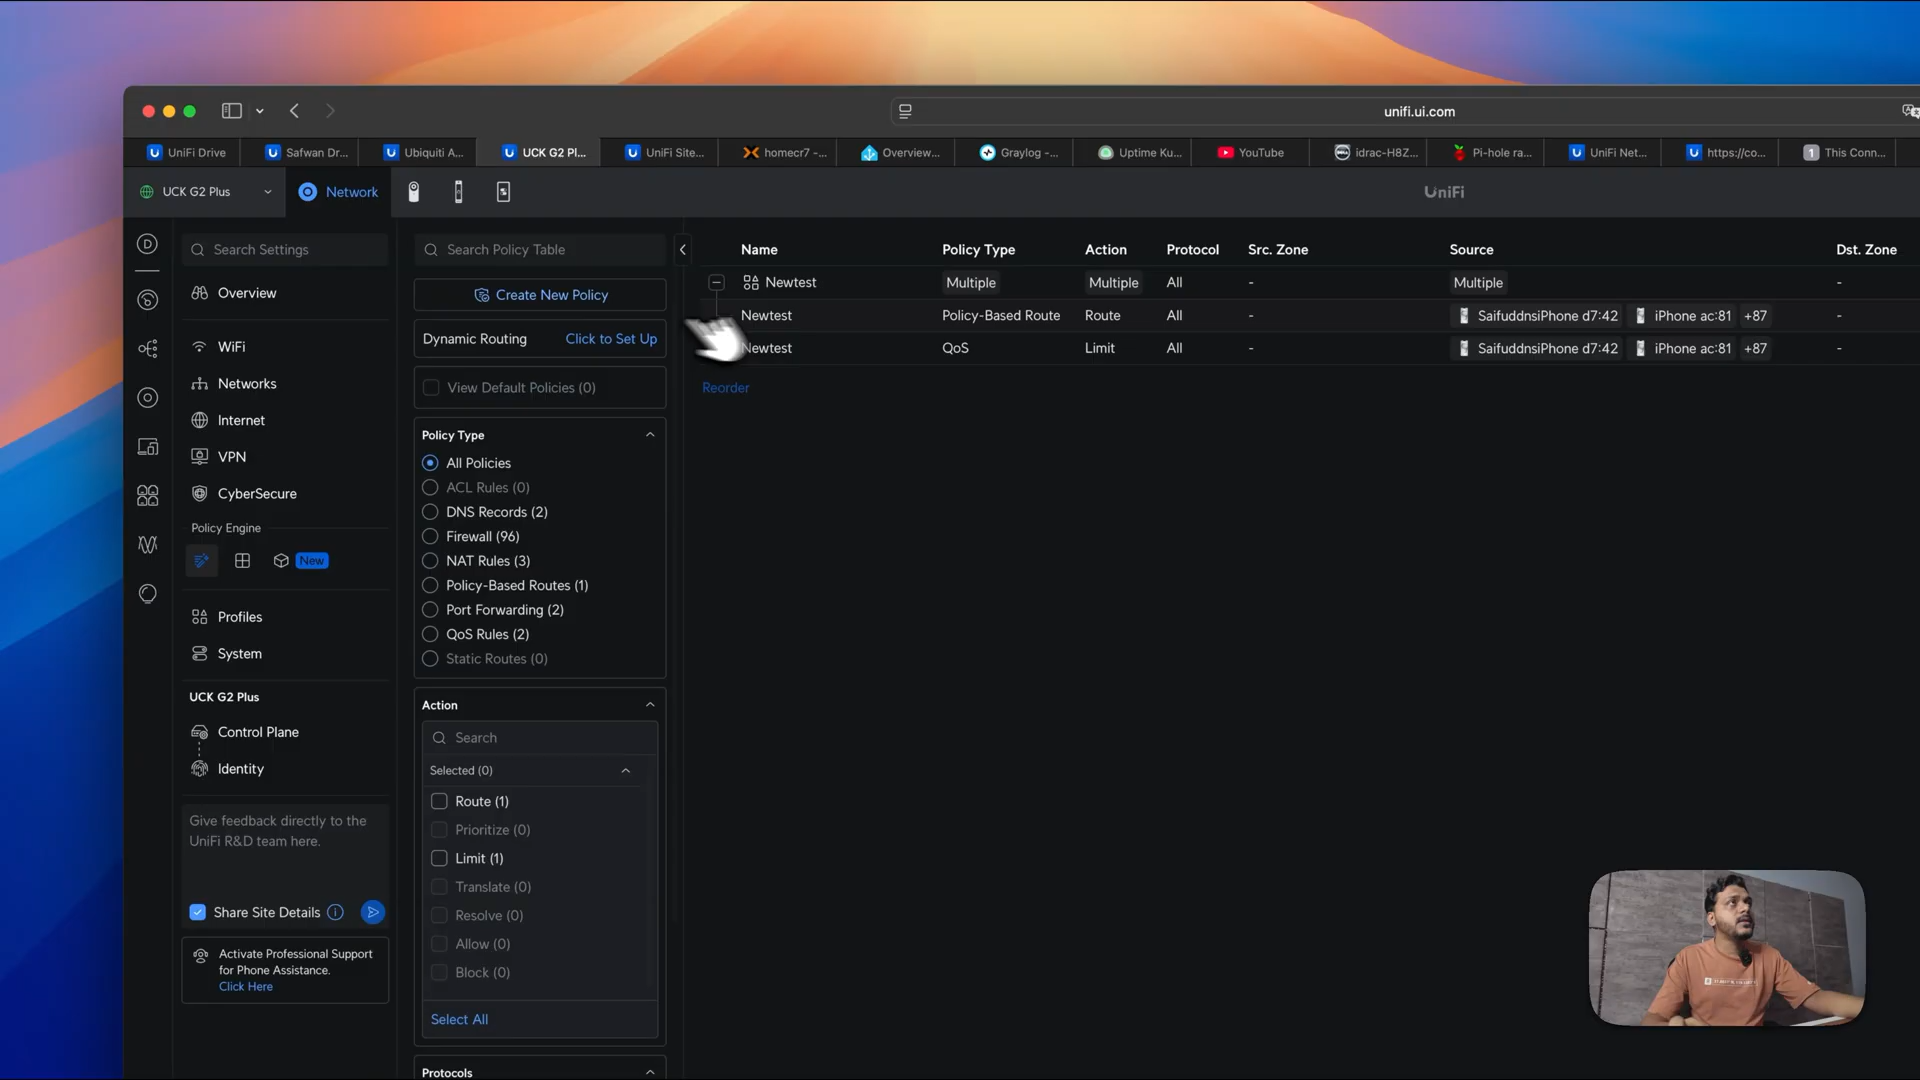 unifi.ui.com
UniFi Drive
Safwan Dr...
Ubiquiti A...
UCK G2 Pl...
UniFi Site...
homecr7 -...
Overview...
Graylog -...
Uptime Ku...
YouTube
idrac-H8Z...
Pi-hole ra...
UniFi Net...
https://co...
1 This Conn...
UCK G2 Plus
Network
UniFi
Search Settings
Overview
WiFi
Networks
Internet
VPN
CyberSecure
Policy Engine
New
Profiles
System
UCK G2 Plus
Control Plane
Identity
Give feedback directly to the
UniFi R&D team here.
Share Site Details
Activate Professional Support
for Phone Assistance.
Click Here
Search Policy Table
Create New Policy
Dynamic Routing Click to Set Up
View Default Policies (0)
Policy Type
All Policies
ACL Rules (0)
DNS Records (2)
Firewall (96)
NAT Rules (3)
Policy-Based Routes (1)
Port Forwarding (2)
QoS Rules (2)
Static Routes (0)
Action
Search
Selected (0)
Route (1)
Prioritize (0)
Limit (1)
Translate (0)
Resolve (0)
Allow (0)
Block (0)
Select All
Protocols
Name Policy Type Action Protocol Src. Zone Source Dst. Zone
Newtest Multiple Multiple All - Multiple -
Newtest Policy-Based Route Route All - SaifuddnsiPhone d7:42 iPhone ac:81 +87 -
Newtest QoS Limit All - SaifuddnsiPhone d7:42 iPhone ac:81 +87 -
Reorder